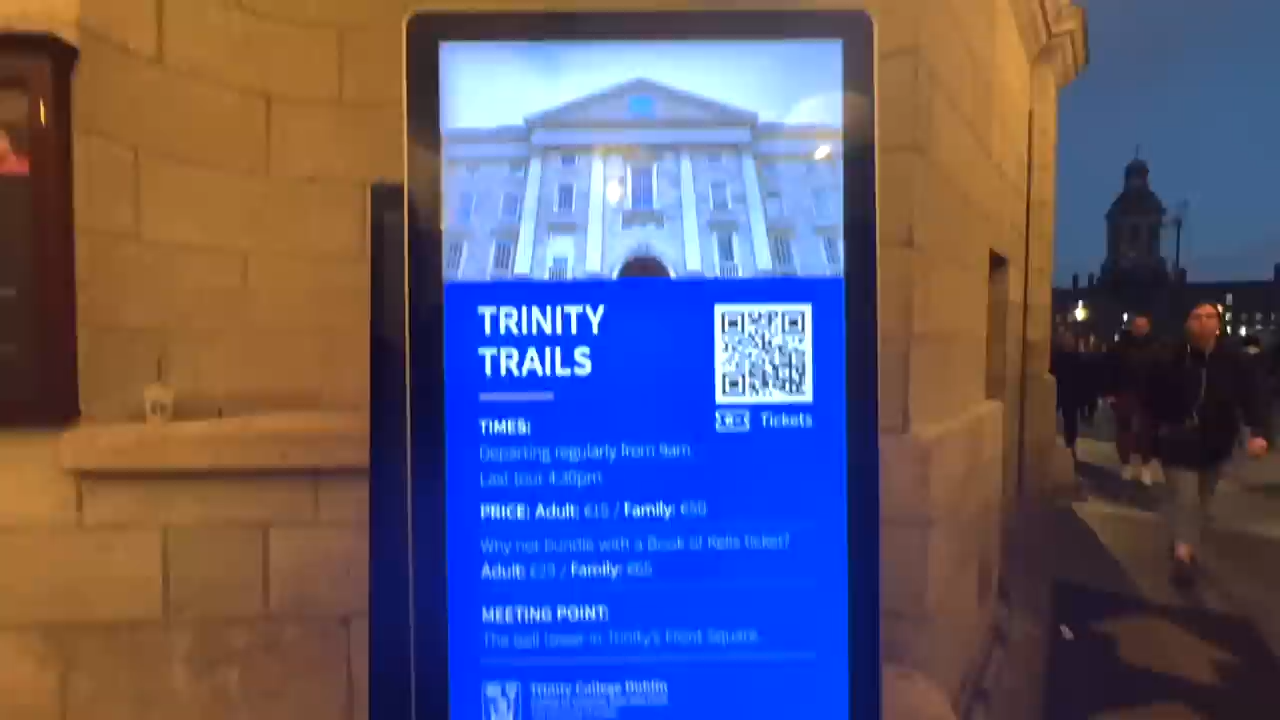 TRINITY
TRAILS
Tickets
TIMES:
Departing regularly from 9am.
Last tour 4.30pm.
PRICE: Adult: / Family: €50
Why not bundle with a Book of Kells ticket?
Adult: / Family:
MEETING POINT:
The bell tower in Trinity's Front Square.
Trinity College Dublin